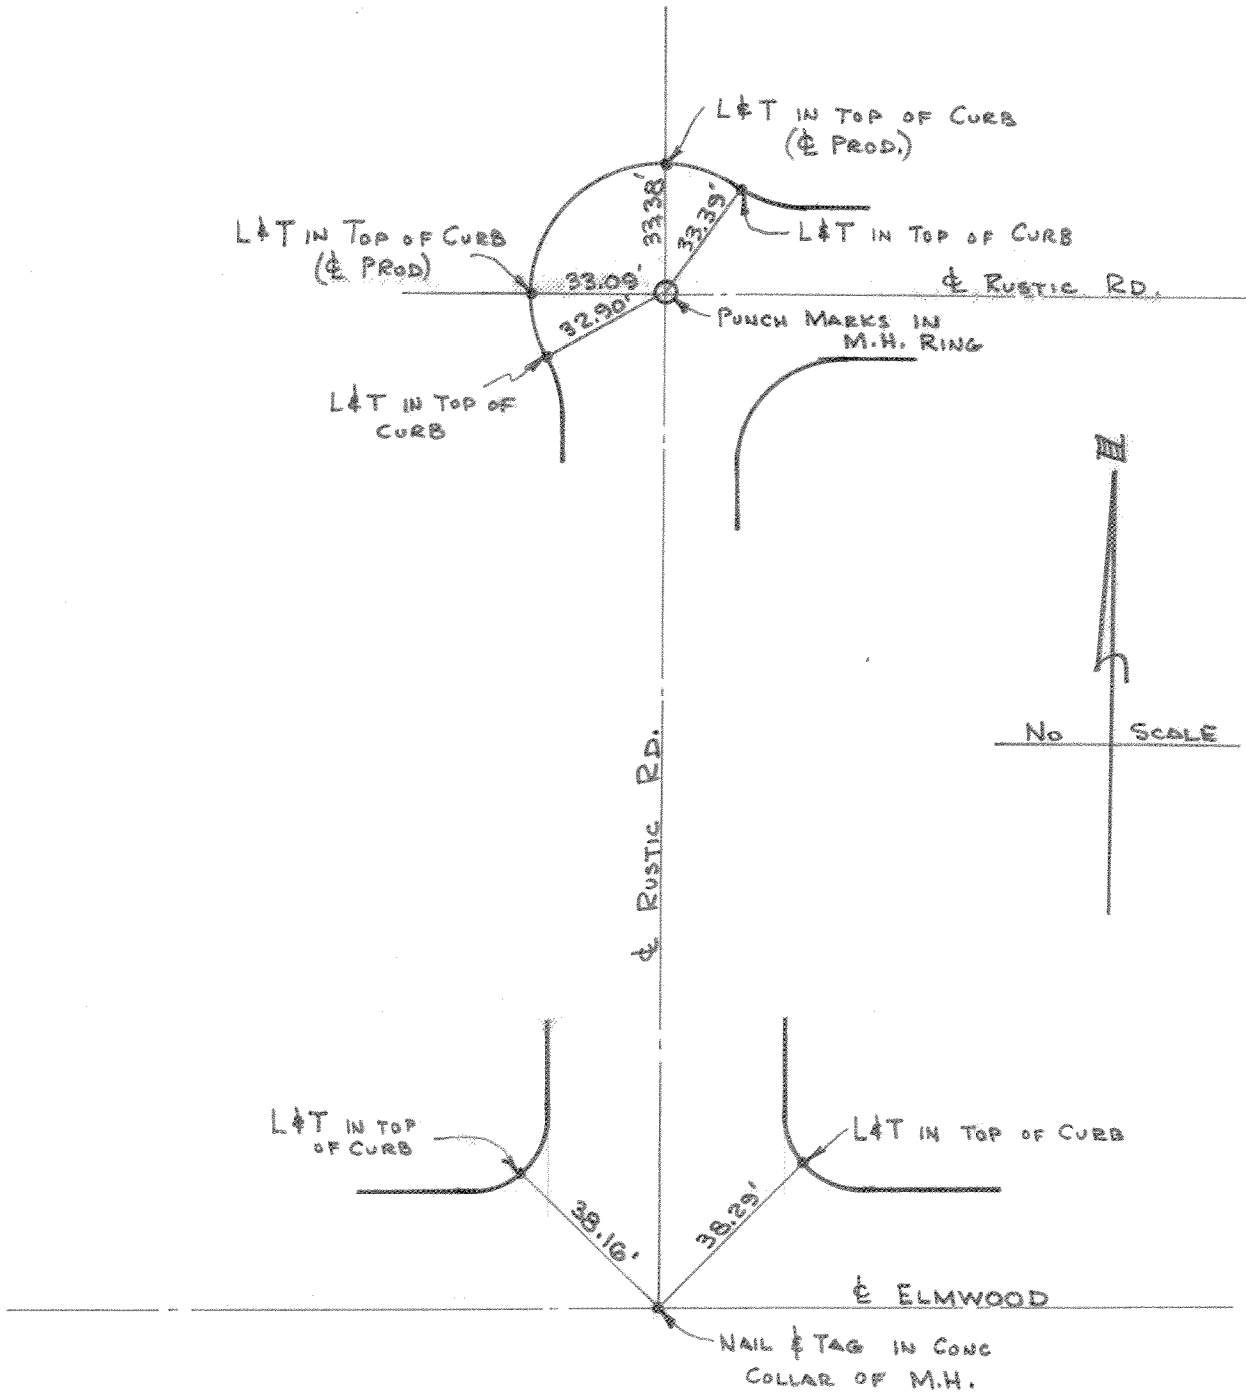 L&T IN TOP OF CURB
(℄ PROD.)
33.38'
33.39'
L&T IN TOP OF CURB
(℄ PROD)
L&T IN TOP OF CURB
33.09'
℄ RUSTIC RD.
32.90'
PUNCH MARKS IN
M.H. RING
L&T IN TOP OF
CURB
N
NO SCALE
℄ RUSTIC RD.
L&T IN TOP
OF CURB
L&T IN TOP OF CURB
38.16'
38.29'
℄ ELMWOOD
NAIL & TAG IN CONC
COLLAR OF M.H.